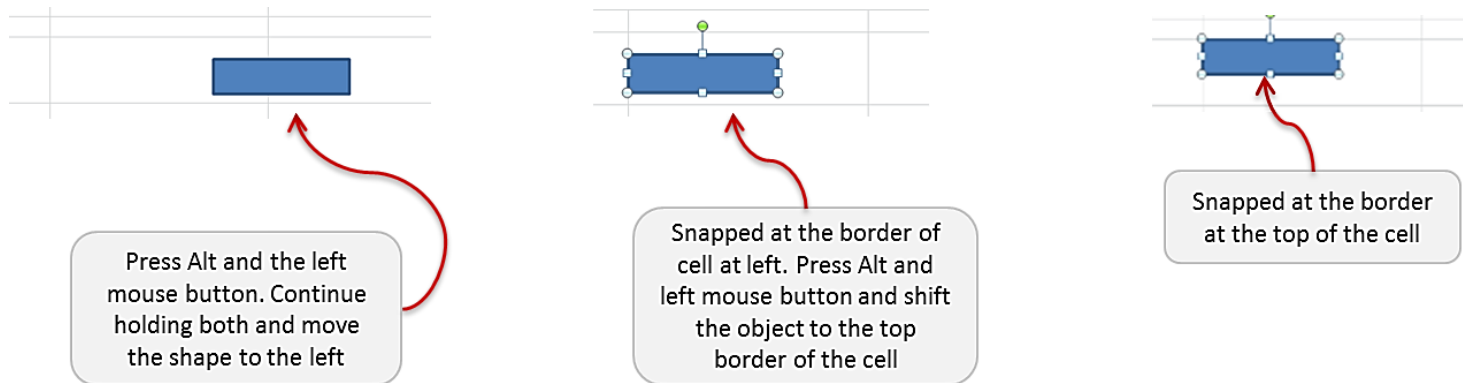 Press Alt and the left
mouse button. Continue
holding both and move
the shape to the left
Snapped at the border of
cell at left. Press Alt and
left mouse button and shift
the object to the top
border of the cell
Snapped at the border
at the top of the cell